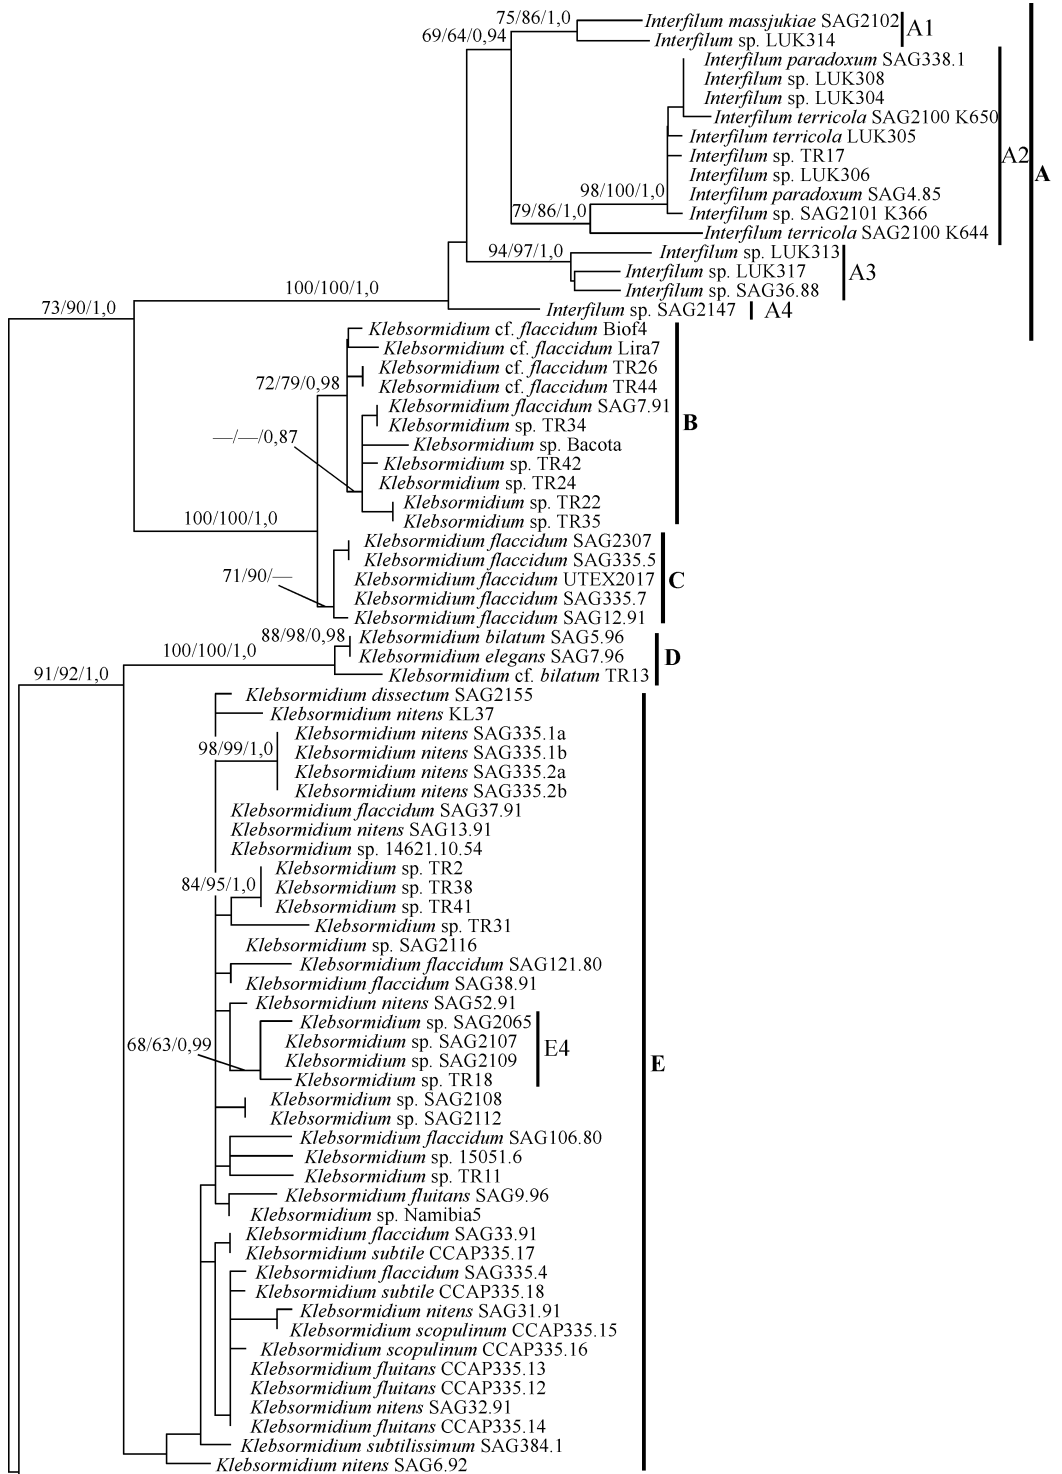 75/86/1,0
Interfilum massjukiae SAG2102
A1
69/64/0,94
Interfilum sp. LUK314
Interfilum paradoxum SAG338.1
Interfilum sp. LUK308
Interfilum sp. LUK304
Interfilum terricola SAG2100 K650
Interfilum terricola LUK305
Interfilum sp. TR17
A2
A
Interfilum sp. LUK306
98/100/1,0
Interfilum paradoxum SAG4.85
79/86/1,0
Interfilum sp. SAG2101 K366
Interfilum terricola SAG2100 K644
94/97/1,0
Interfilum sp. LUK313
Interfilum sp. LUK317
A3
100/100/1,0
Interfilum sp. SAG36.88
73/90/1,0
Interfilum sp. SAG2147
A4
Klebsormidium cf. flaccidum Biof4
Klebsormidium cf. flaccidum Lira7
Klebsormidium cf. flaccidum TR26
72/79/0,98
Klebsormidium cf. flaccidum TR44
Klebsormidium flaccidum SAG7.91
Klebsormidium sp. TR34
B
—/—/0,87
Klebsormidium sp. Bacota
Klebsormidium sp. TR42
Klebsormidium sp. TR24
Klebsormidium sp. TR22
100/100/1,0
Klebsormidium sp. TR35
Klebsormidium flaccidum SAG2307
Klebsormidium flaccidum SAG335.5
71/90/—
Klebsormidium flaccidum UTEX2017
C
Klebsormidium flaccidum SAG335.7
Klebsormidium flaccidum SAG12.91
88/98/0,98
Klebsormidium bilatum SAG5.96
100/100/1,0
Klebsormidium elegans SAG7.96
D
91/92/1,0
Klebsormidium cf. bilatum TR13
Klebsormidium dissectum SAG2155
Klebsormidium nitens KL37
Klebsormidium nitens SAG335.1a
98/99/1,0
Klebsormidium nitens SAG335.1b
Klebsormidium nitens SAG335.2a
Klebsormidium nitens SAG335.2b
Klebsormidium flaccidum SAG37.91
Klebsormidium nitens SAG13.91
Klebsormidium sp. 14621.10.54
Klebsormidium sp. TR2
84/95/1,0
Klebsormidium sp. TR38
Klebsormidium sp. TR41
Klebsormidium sp. TR31
Klebsormidium sp. SAG2116
Klebsormidium flaccidum SAG121.80
Klebsormidium flaccidum SAG38.91
Klebsormidium nitens SAG52.91
Klebsormidium sp. SAG2065
68/63/0,99
Klebsormidium sp. SAG2107
E4
Klebsormidium sp. SAG2109
E
Klebsormidium sp. TR18
Klebsormidium sp. SAG2108
Klebsormidium sp. SAG2112
Klebsormidium flaccidum SAG106.80
Klebsormidium sp. 15051.6
Klebsormidium sp. TR11
Klebsormidium fluitans SAG9.96
Klebsormidium sp. Namibia5
Klebsormidium flaccidum SAG33.91
Klebsormidium subtile CCAP335.17
Klebsormidium flaccidum SAG335.4
Klebsormidium subtile CCAP335.18
Klebsormidium nitens SAG31.91
Klebsormidium scopulinum CCAP335.15
Klebsormidium scopulinum CCAP335.16
Klebsormidium fluitans CCAP335.13
Klebsormidium fluitans CCAP335.12
Klebsormidium nitens SAG32.91
Klebsormidium fluitans CCAP335.14
Klebsormidium subtilissimum SAG384.1
Klebsormidium nitens SAG6.92